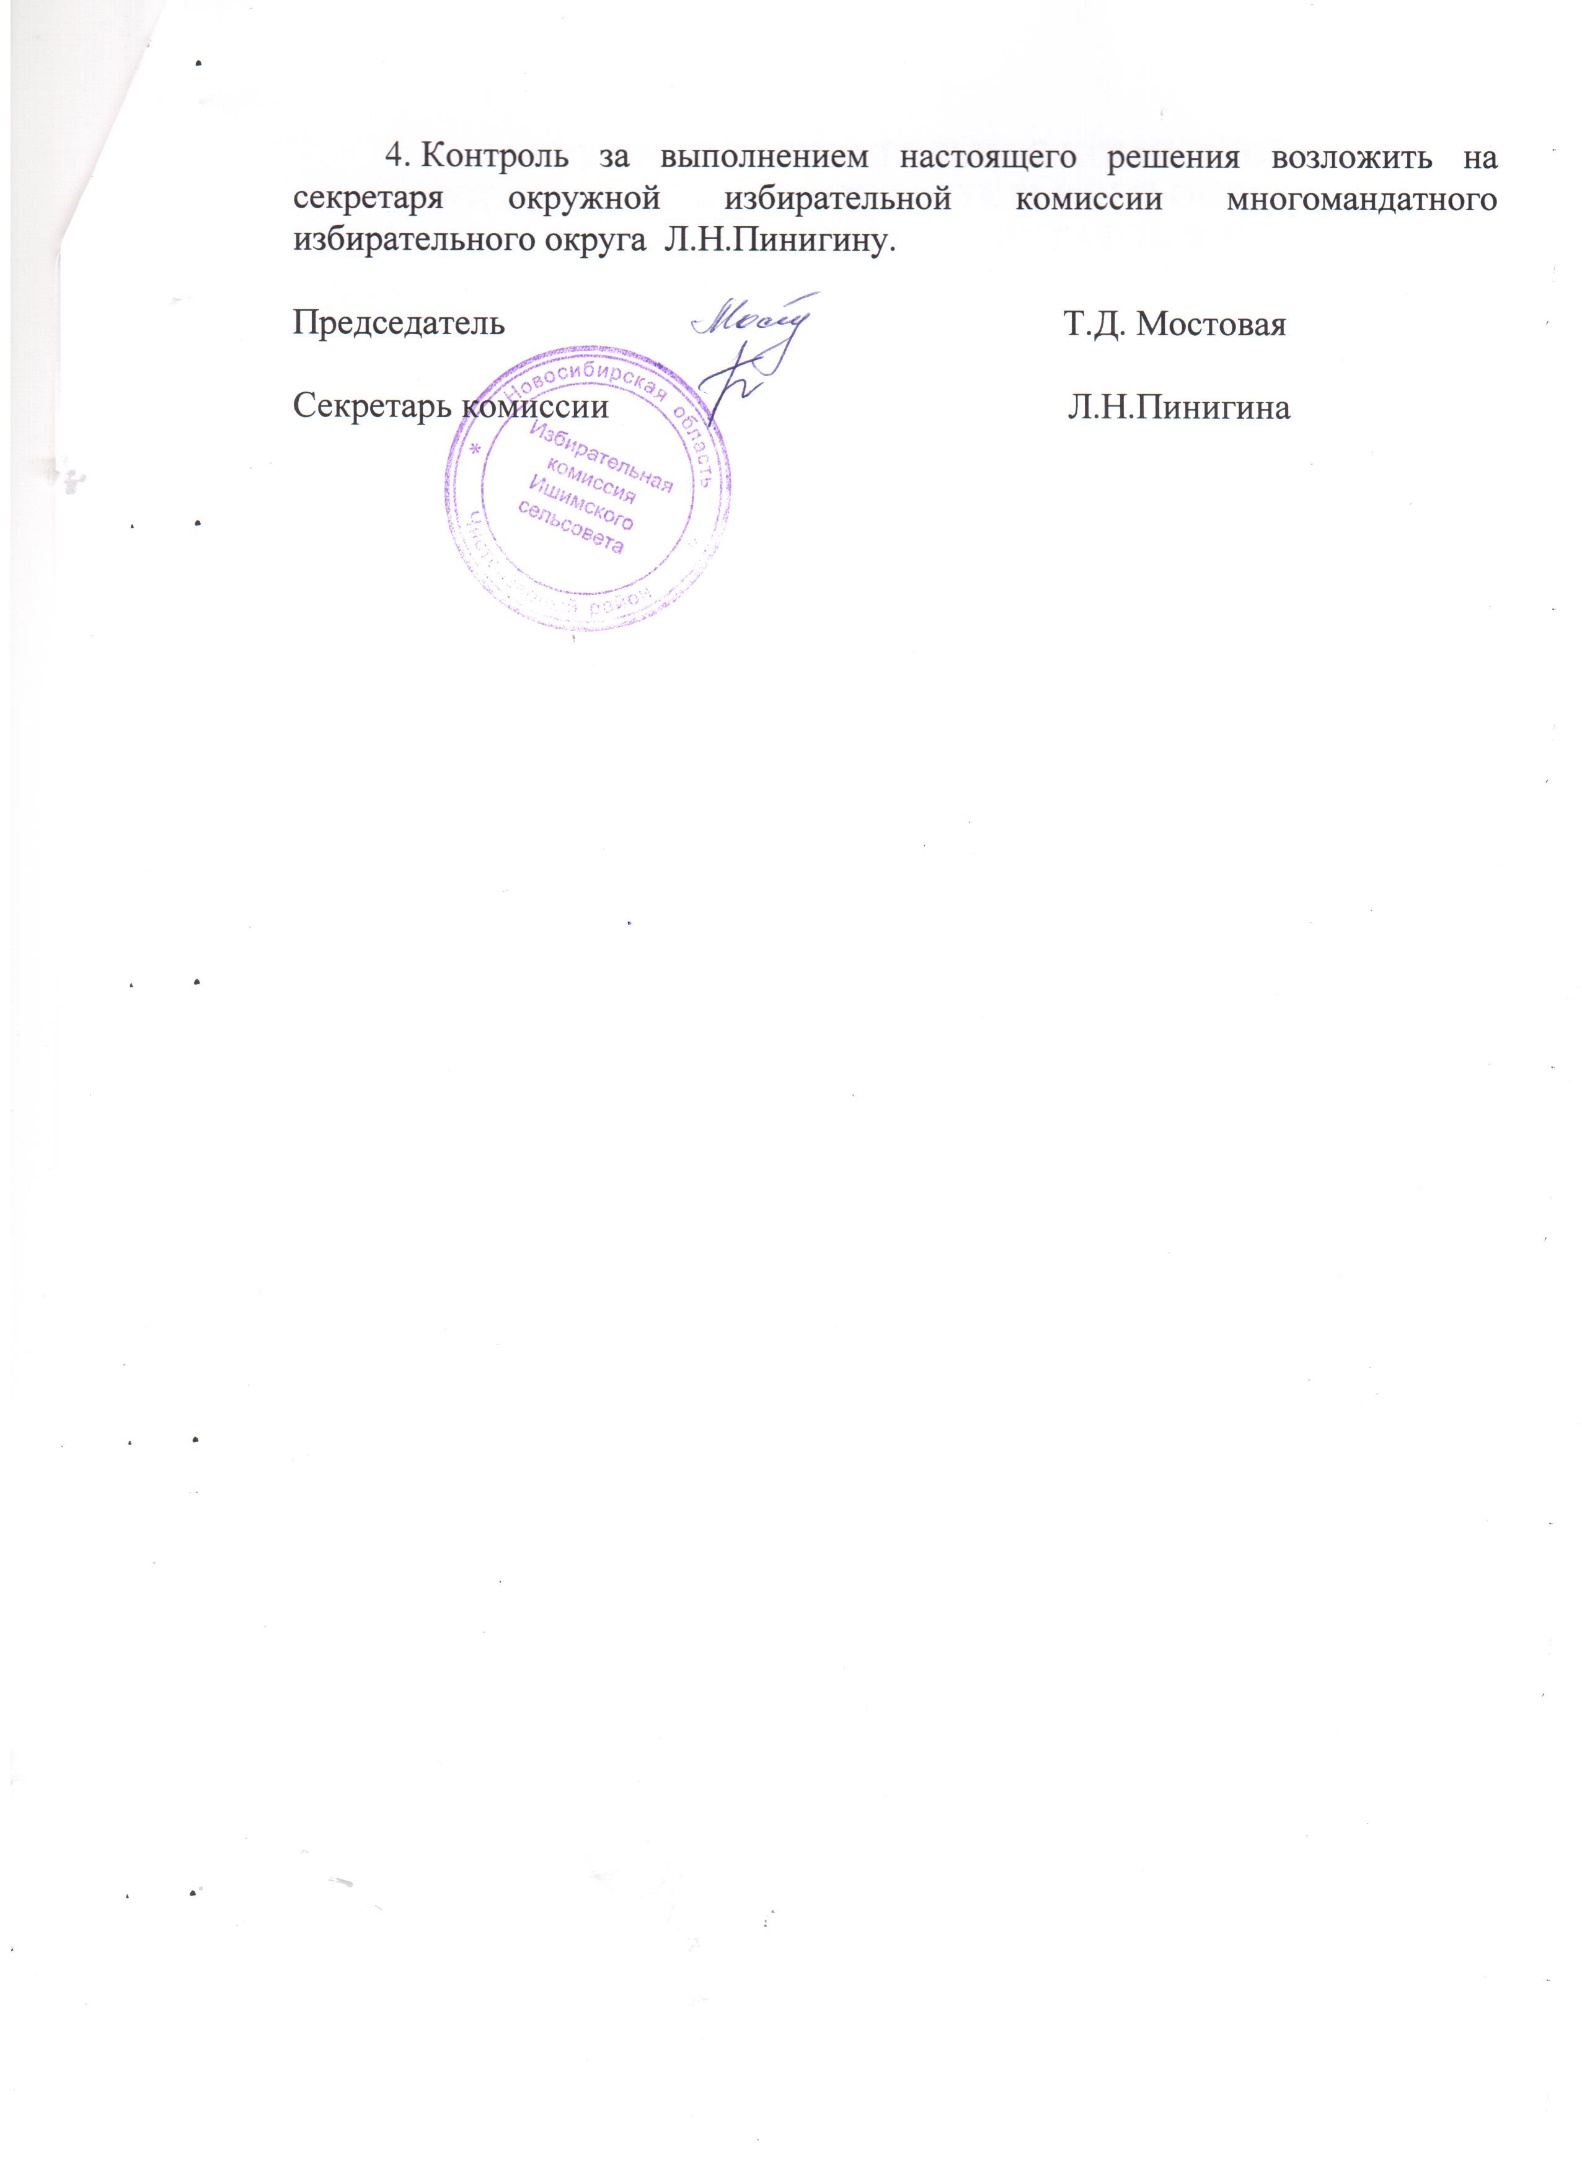 4. Контроль за выполнением настоящего решения возложить на
секретаря окружной избирательной комиссии многомандатного
избирательного округа Л.Н.Пинигину.
Председатель Т.Д. Мостовая
Секретарь комиссии Л.Н.Пинигина
Новосибирская область
Избирательная
комиссия
Ишимского
сельсовета
район